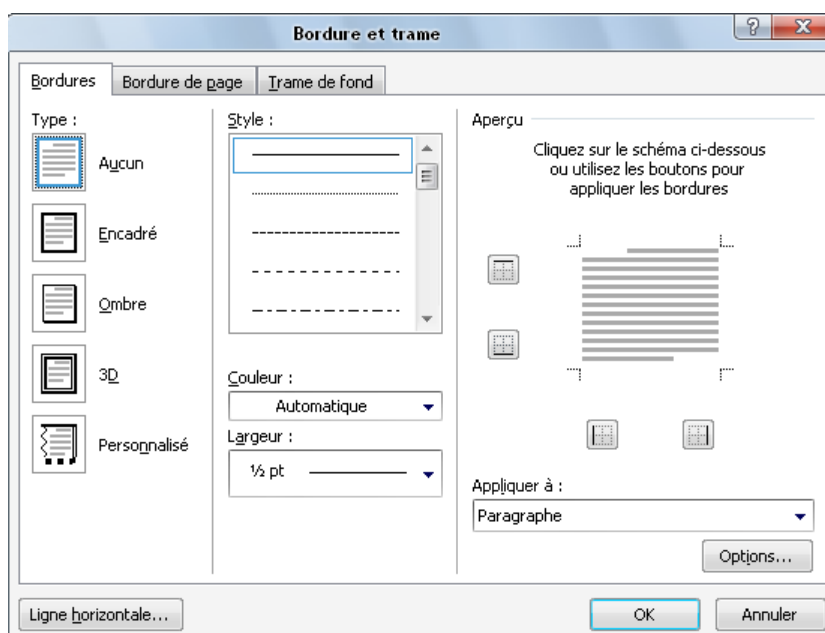 Bordure et trame
Bordures
Bordure de page
Trame de fond
Type :
Aucun
Encadré
Ombre
3D
Personnalisé
Style :
Couleur :
Automatique
Largeur :
½ pt
Aperçu
Cliquez sur le schéma ci-dessous
ou utilisez les boutons pour
appliquer les bordures
Appliquer à :
Paragraphe
Options...
Ligne horizontale...
OK
Annuler